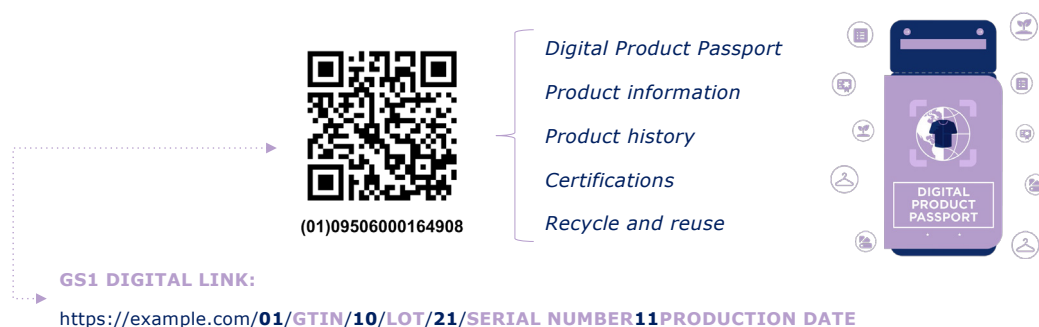 Digital Product Passport
Product information
Product history
Certifications
Recycle and reuse
(01)09506000164908
DIGITAL
PRODUCT
PASSPORT
GS1 DIGITAL LINK:
https://example.com/01/GTIN/10/LOT/21/SERIAL NUMBER11PRODUCTION DATE